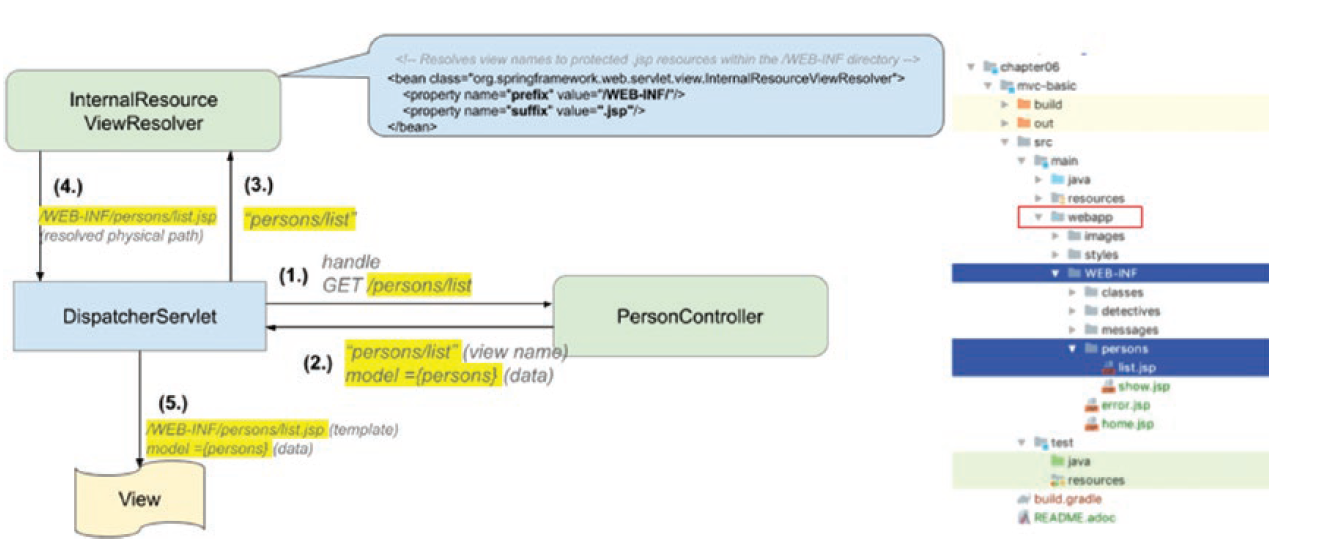 <!-- Resolves view names to protected .jsp resources within the /WEB-INF directory -->
<bean class="org.springframework.web.servlet.view.InternalResourceViewResolver">
<property name="prefix" value="/WEB-INF/"/>
<property name="suffix" value=".jsp"/>
</bean>
InternalResource
ViewResolver
(4.)
/WEB-INF/persons/list.jsp
(resolved physical path)
(3.)
"persons/list"
(1.)
handle
GET /persons/list
DispatcherServlet
PersonController
(2.)
"persons/list" (view name)
model ={persons} (data)
(5.)
/WEB-INF/persons/list.jsp (template)
model ={persons} (data)
View
chapter06
mvc-basic
build
out
src
main
java
resources
webapp
images
styles
WEB-INF
classes
detectives
messages
persons
list.jsp
show.jsp
error.jsp
home.jsp
test
java
resources
build.gradle
README.adoc